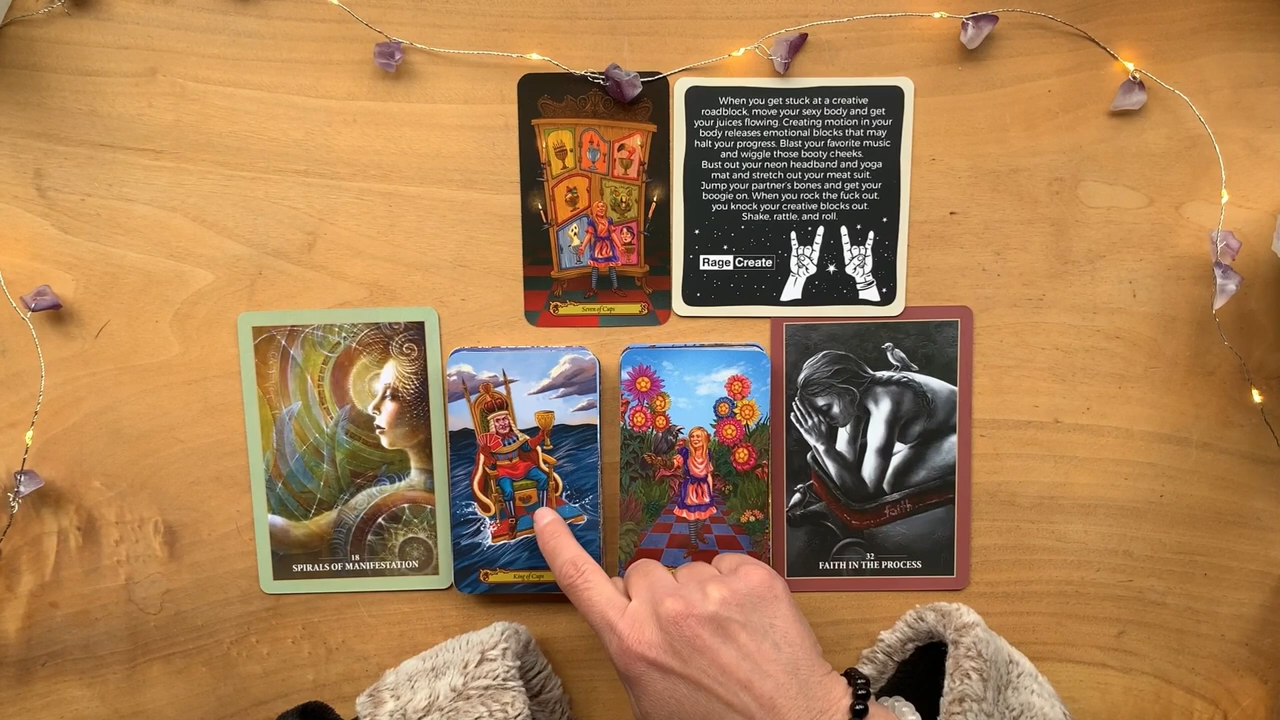 When you get stuck at a creative
roadblock, move your sexy body and get
your juices flowing. Creating motion in your
body releases emotional blocks that may
halt your progress. Blast your favorite music
and wiggle those booty cheeks.
Bust out your neon headband and yoga
mat and stretch out your meat suit.
Jump your partner's bones and get your
boogie on. When you rock the fuck out,
you knock your creative blocks out.
Shake, rattle, and roll.
Rage Create
Seven of Cups
18
SPIRALS OF MANIFESTATION
King of Cups
faith
32
FAITH IN THE PROCESS